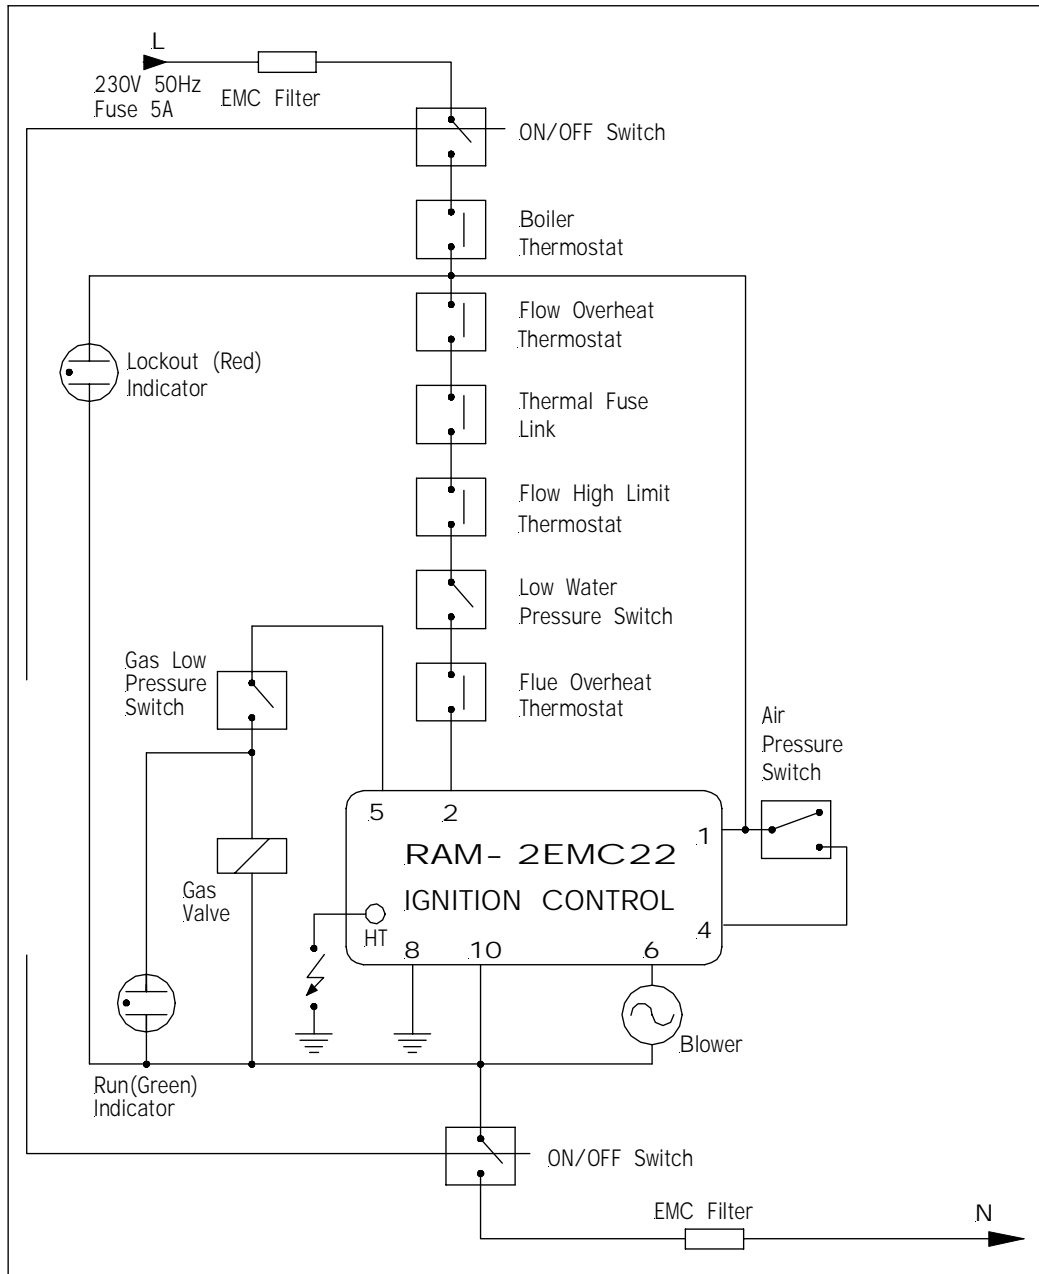 L
230V 50Hz
Fuse 5A
EMC Filter
ON/OFF Switch
Boiler
Thermostat
Flow Overheat
Thermostat
Lockout (Red)
Indicator
Thermal Fuse
Link
Flow High Limit
Thermostat
Low Water
Pressure Switch
Gas Low
Pressure
Switch
Flue Overheat
Thermostat
Air
Pressure
Switch
5 2
1
RAM- 2EMC22
IGNITION CONTROL
Gas
Valve
HT
4
8 10 6
Blower
Run(Green)
Indicator
ON/OFF Switch
EMC Filter
N